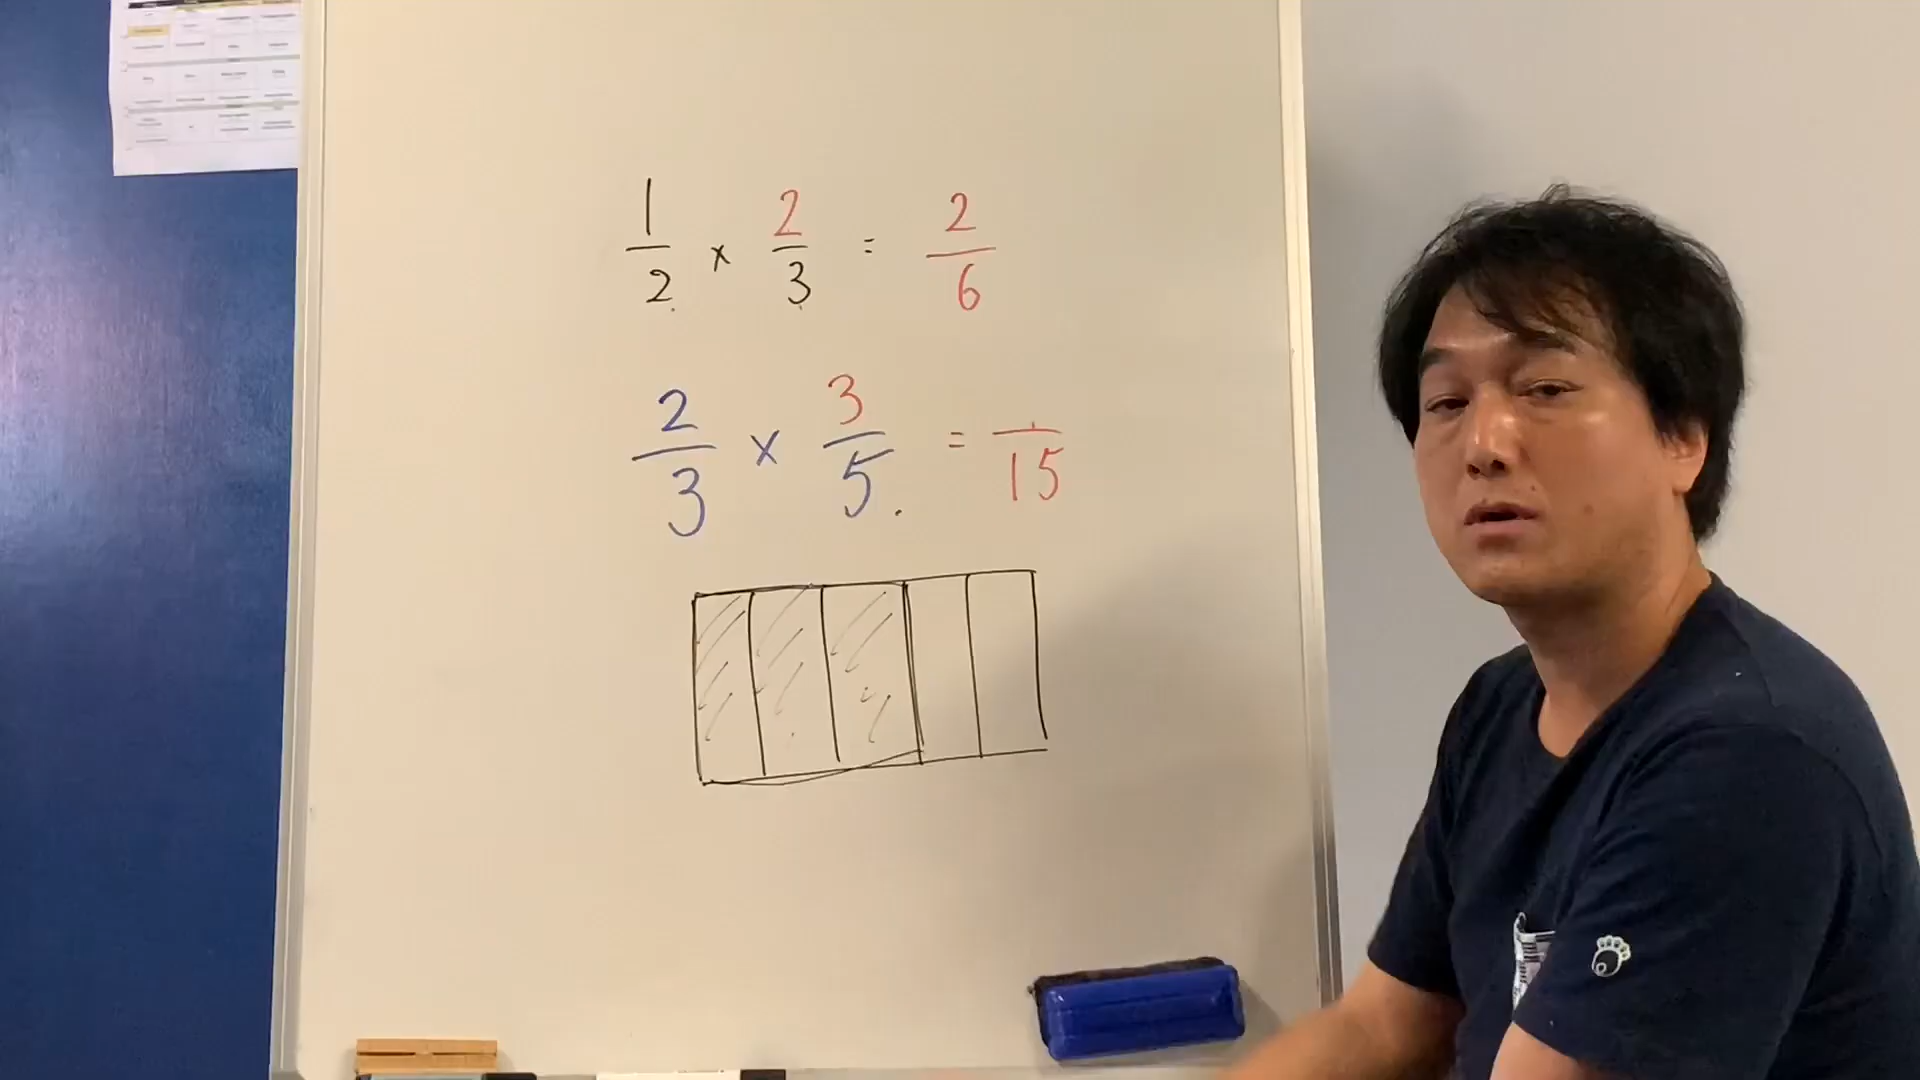 1/2 × 2/3 = 2/6
2/3 × 3/5 = /15